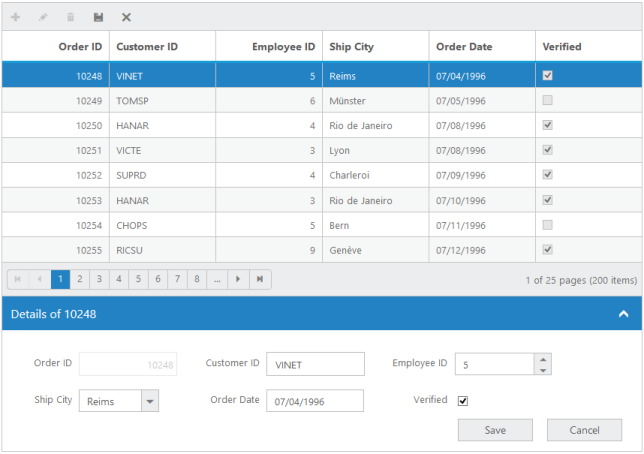 Order ID Customer ID Employee ID Ship City Order Date Verified
10248 VINET 5 Reims 07/04/1996
10249 TOMSP 6 Münster 07/05/1996
10250 HANAR 4 Rio de Janeiro 07/08/1996
10251 VICTE 3 Lyon 07/08/1996
10252 SUPRD 4 Charleroi 07/09/1996
10253 HANAR 3 Rio de Janeiro 07/10/1996
10254 CHOPS 5 Bern 07/11/1996
10255 RICSU 9 Genève 07/12/1996
1 2 3 4 5 6 7 8 ... 1 of 25 pages (200 items)
Details of 10248
Order ID 10248 Customer ID VINET Employee ID 5
Ship City Reims Order Date 07/04/1996 Verified
Save Cancel